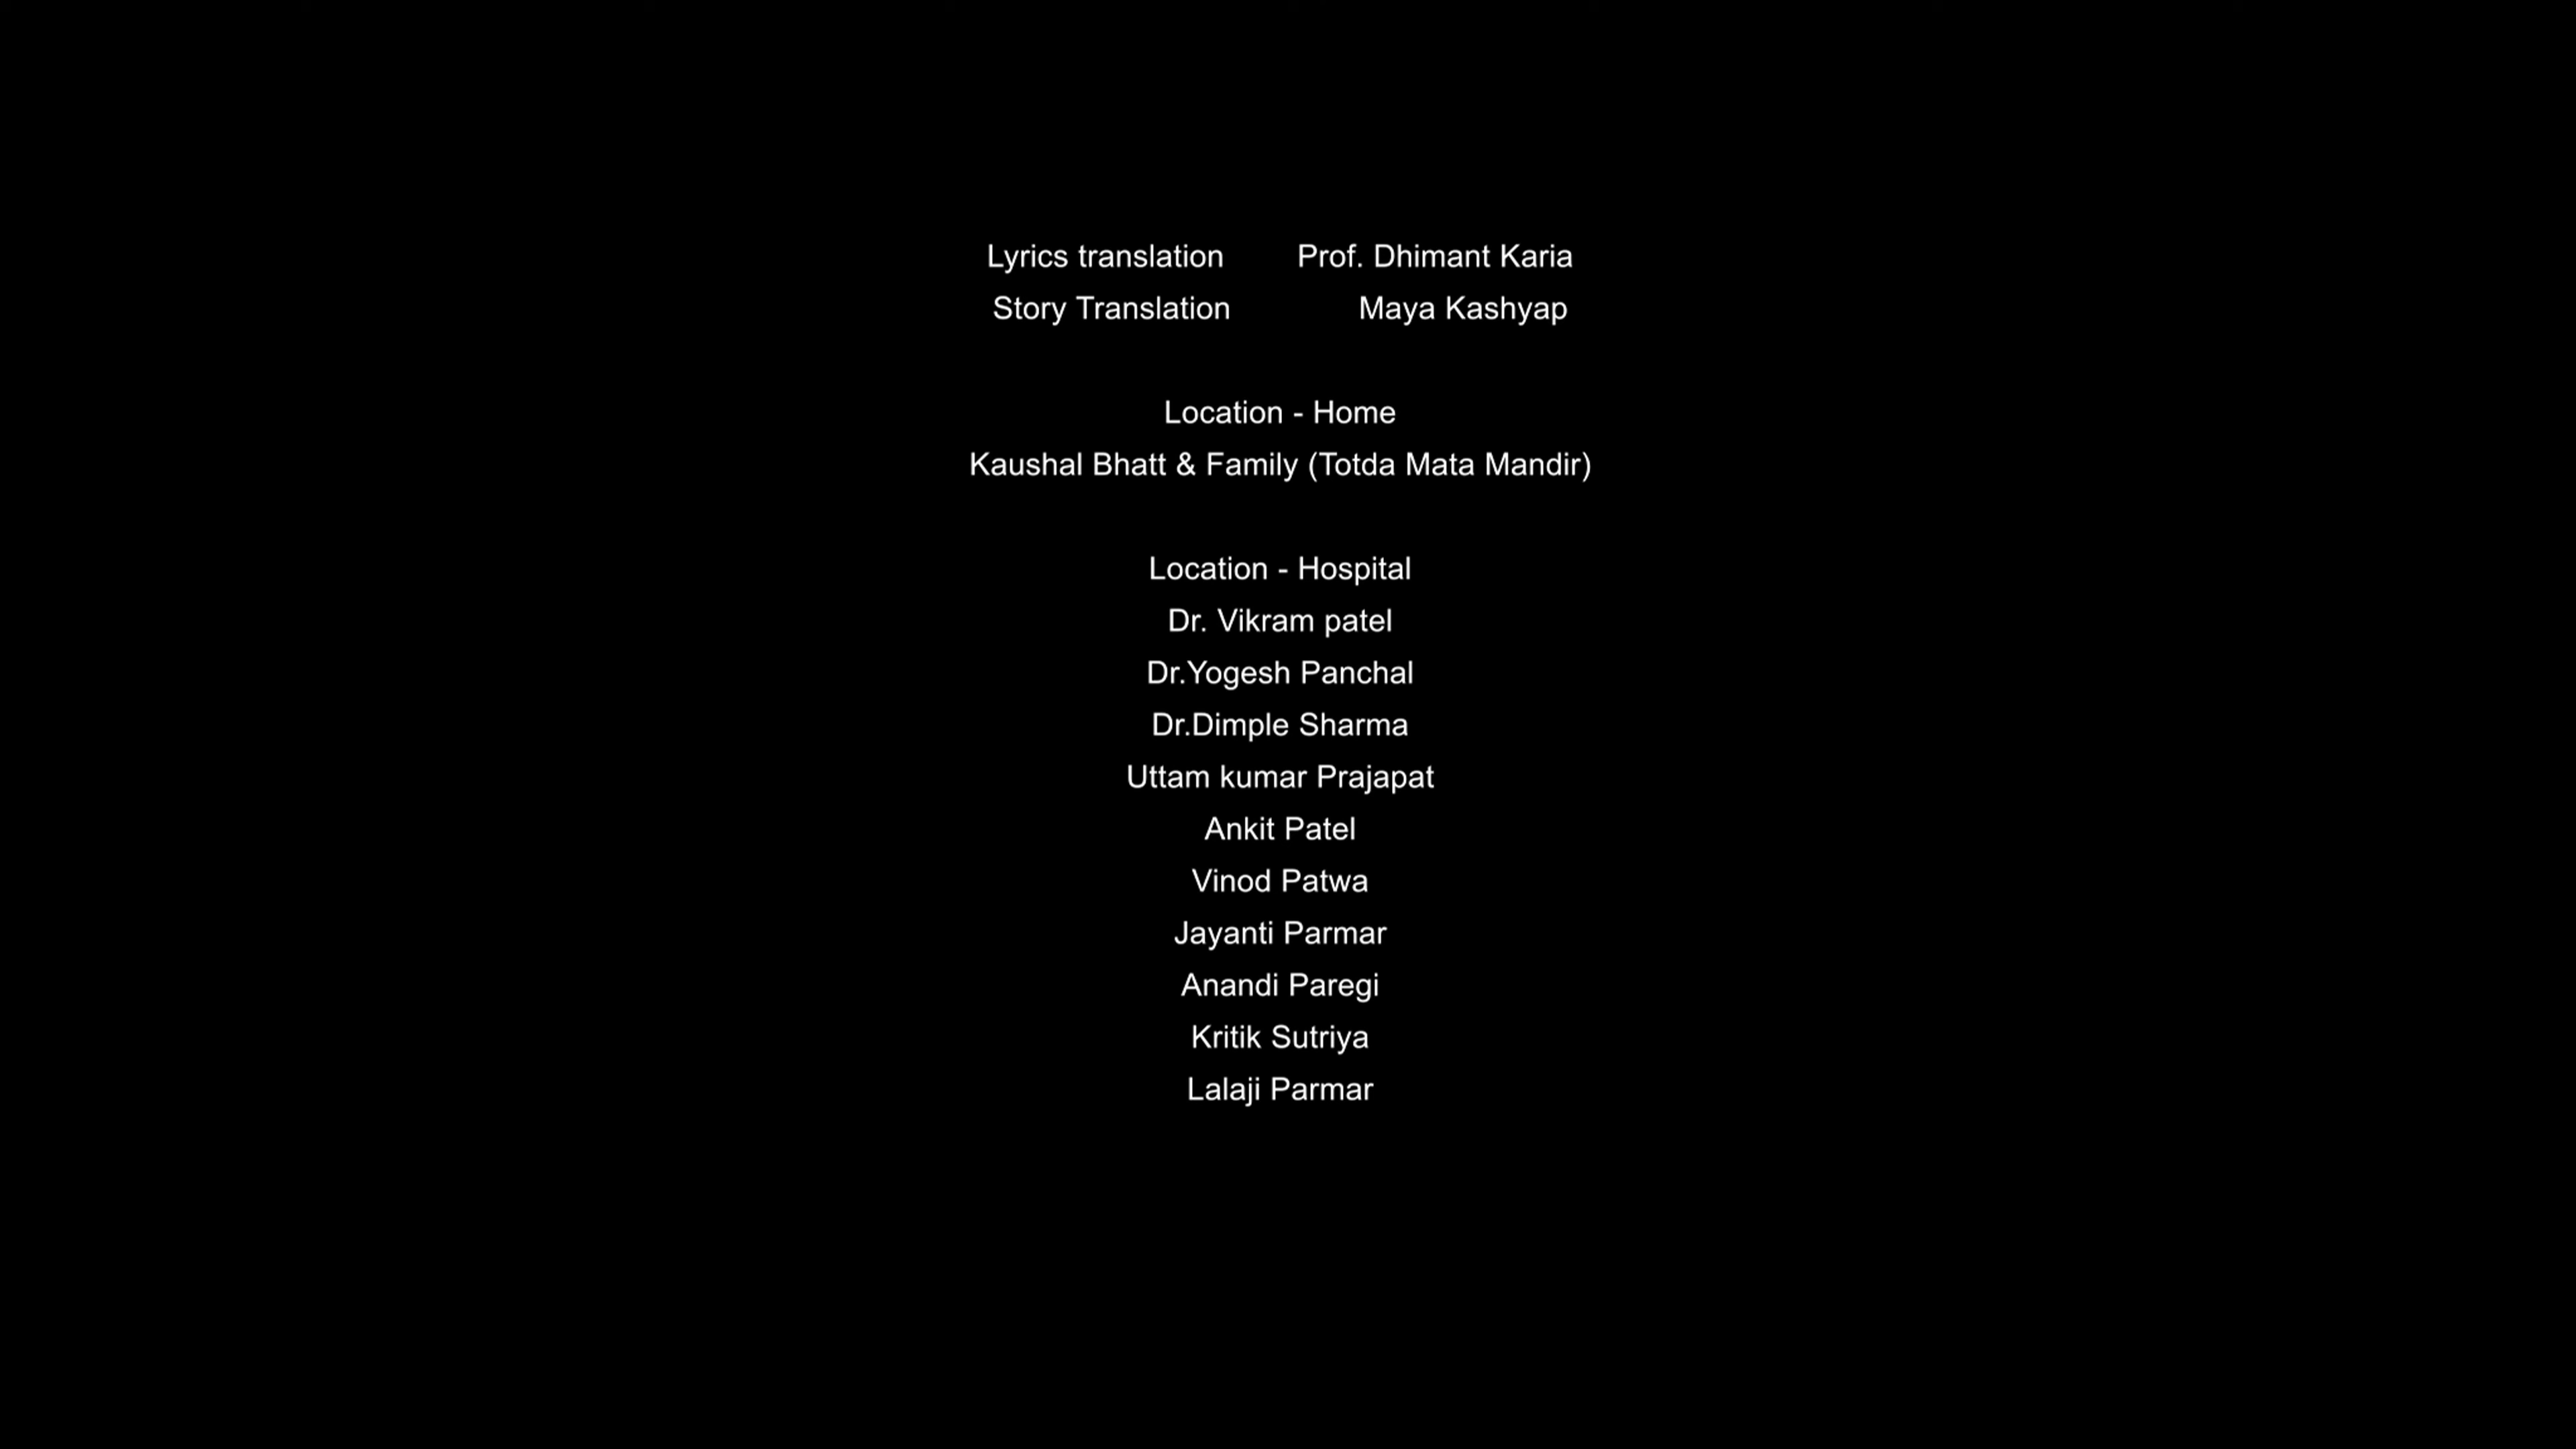 Lyrics translation Prof. Dhimant Karia
Story Translation Maya Kashyap
Location - Home
Kaushal Bhatt & Family (Totda Mata Mandir)
Location - Hospital
Dr. Vikram patel
Dr.Yogesh Panchal
Dr.Dimple Sharma
Uttam kumar Prajapat
Ankit Patel
Vinod Patwa
Jayanti Parmar
Anandi Paregi
Kritik Sutriya
Lalaji Parmar